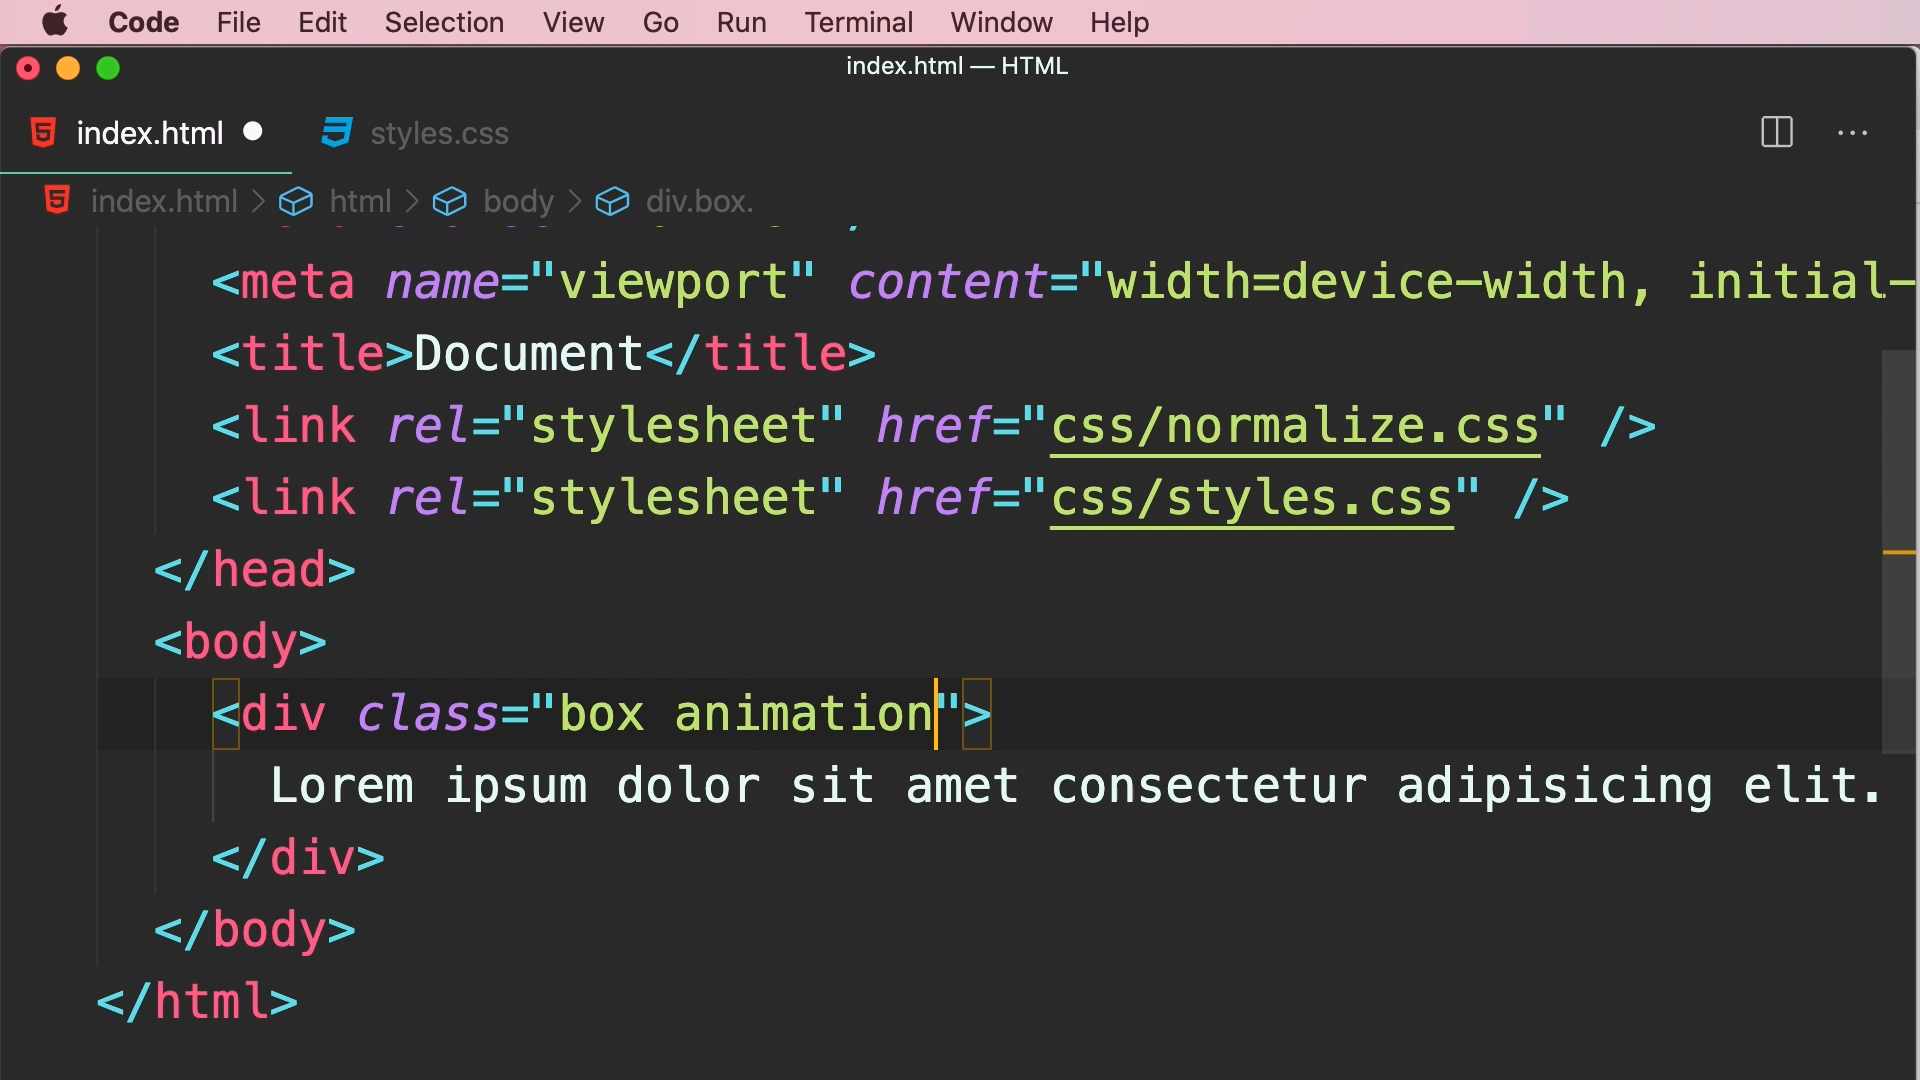 Code File Edit Selection View Go Run Terminal Window Help
index.html — HTML
index.html styles.css
index.html > html > body > div.box.
<meta name="viewport" content="width=device-width, initial-
<title>Document</title>
<link rel="stylesheet" href="css/normalize.css" />
<link rel="stylesheet" href="css/styles.css" />
</head>
<body>
<div class="box animation">
Lorem ipsum dolor sit amet consectetur adipisicing elit.
</div>
</body>
</html>